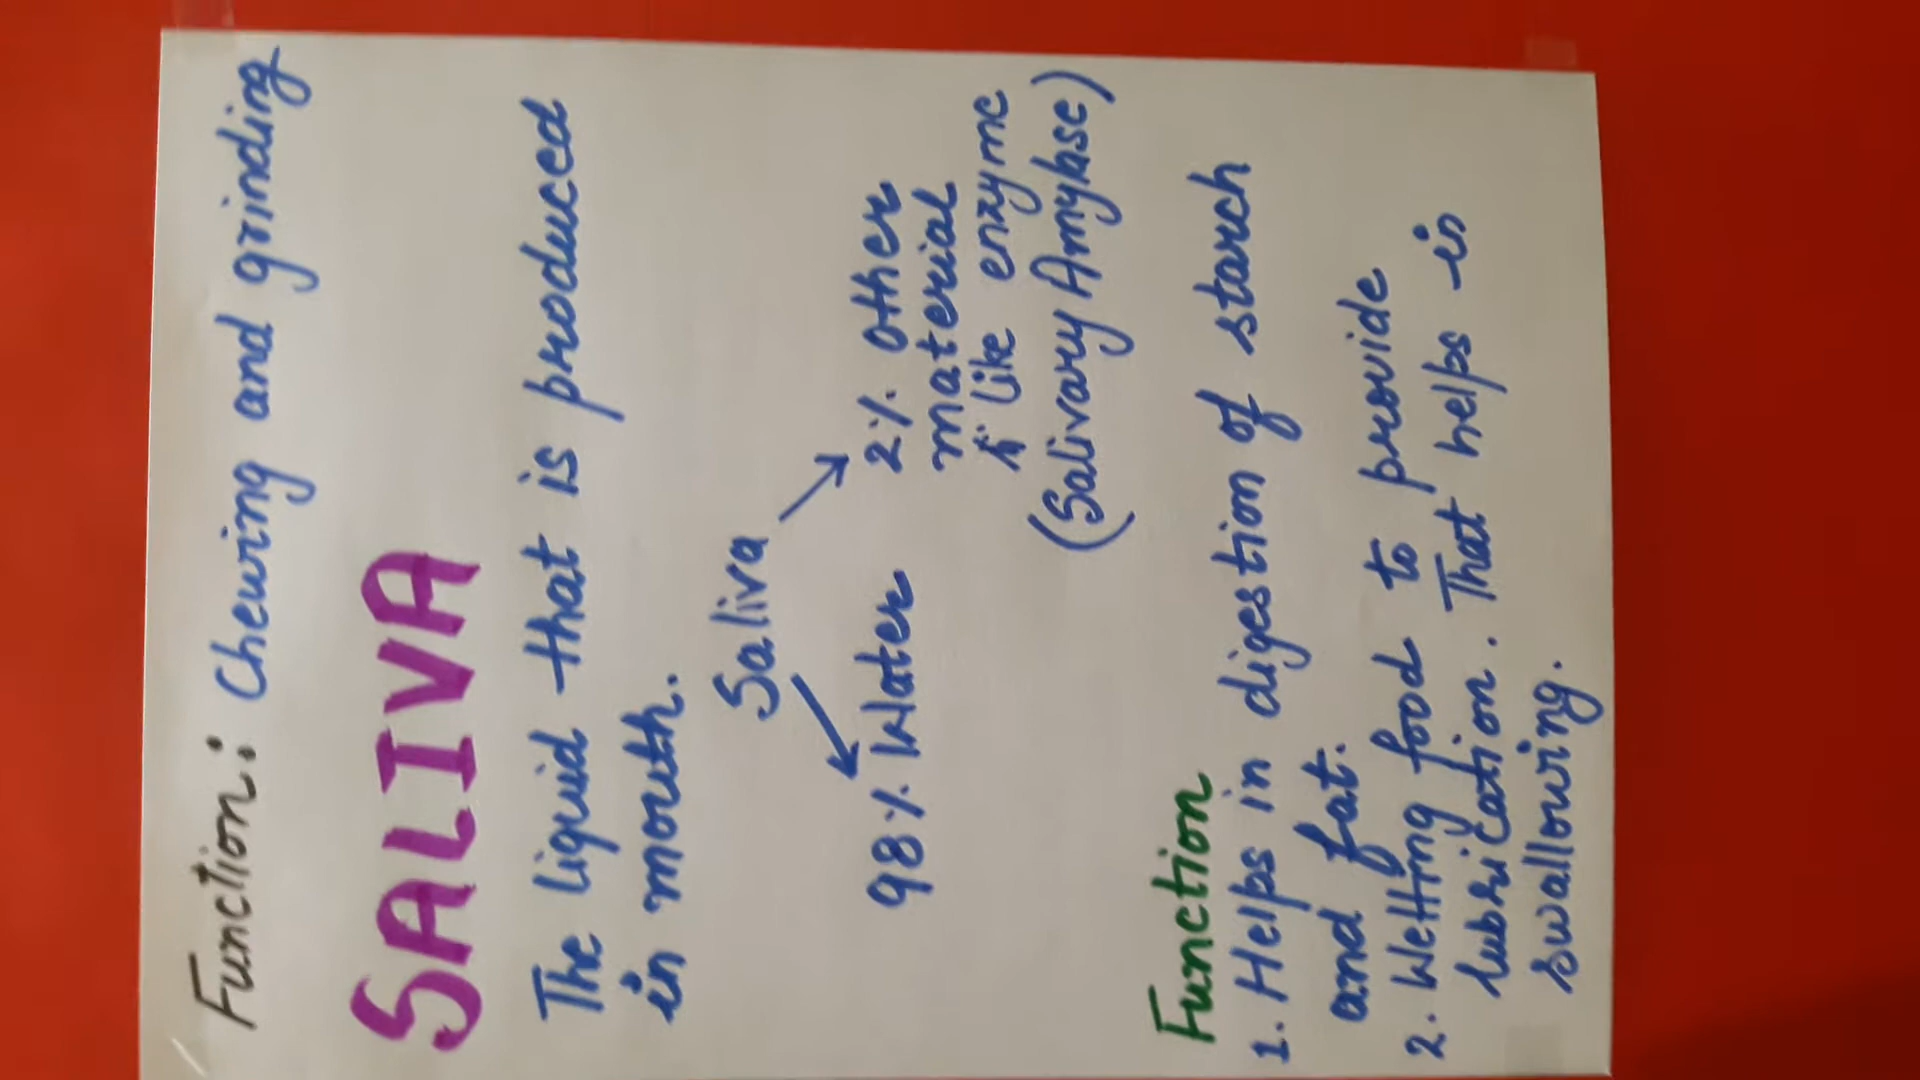 Function: Chewing and grinding
SALIVA
The liquid that is produced
in mouth.
Saliva
98% Water
2% other
material
like enzyme
(Salivary Amylase)
Function
1. Helps in digestion of starch
and fat.
2. Wetting food to provide
lubrication. That helps in
swallowing.